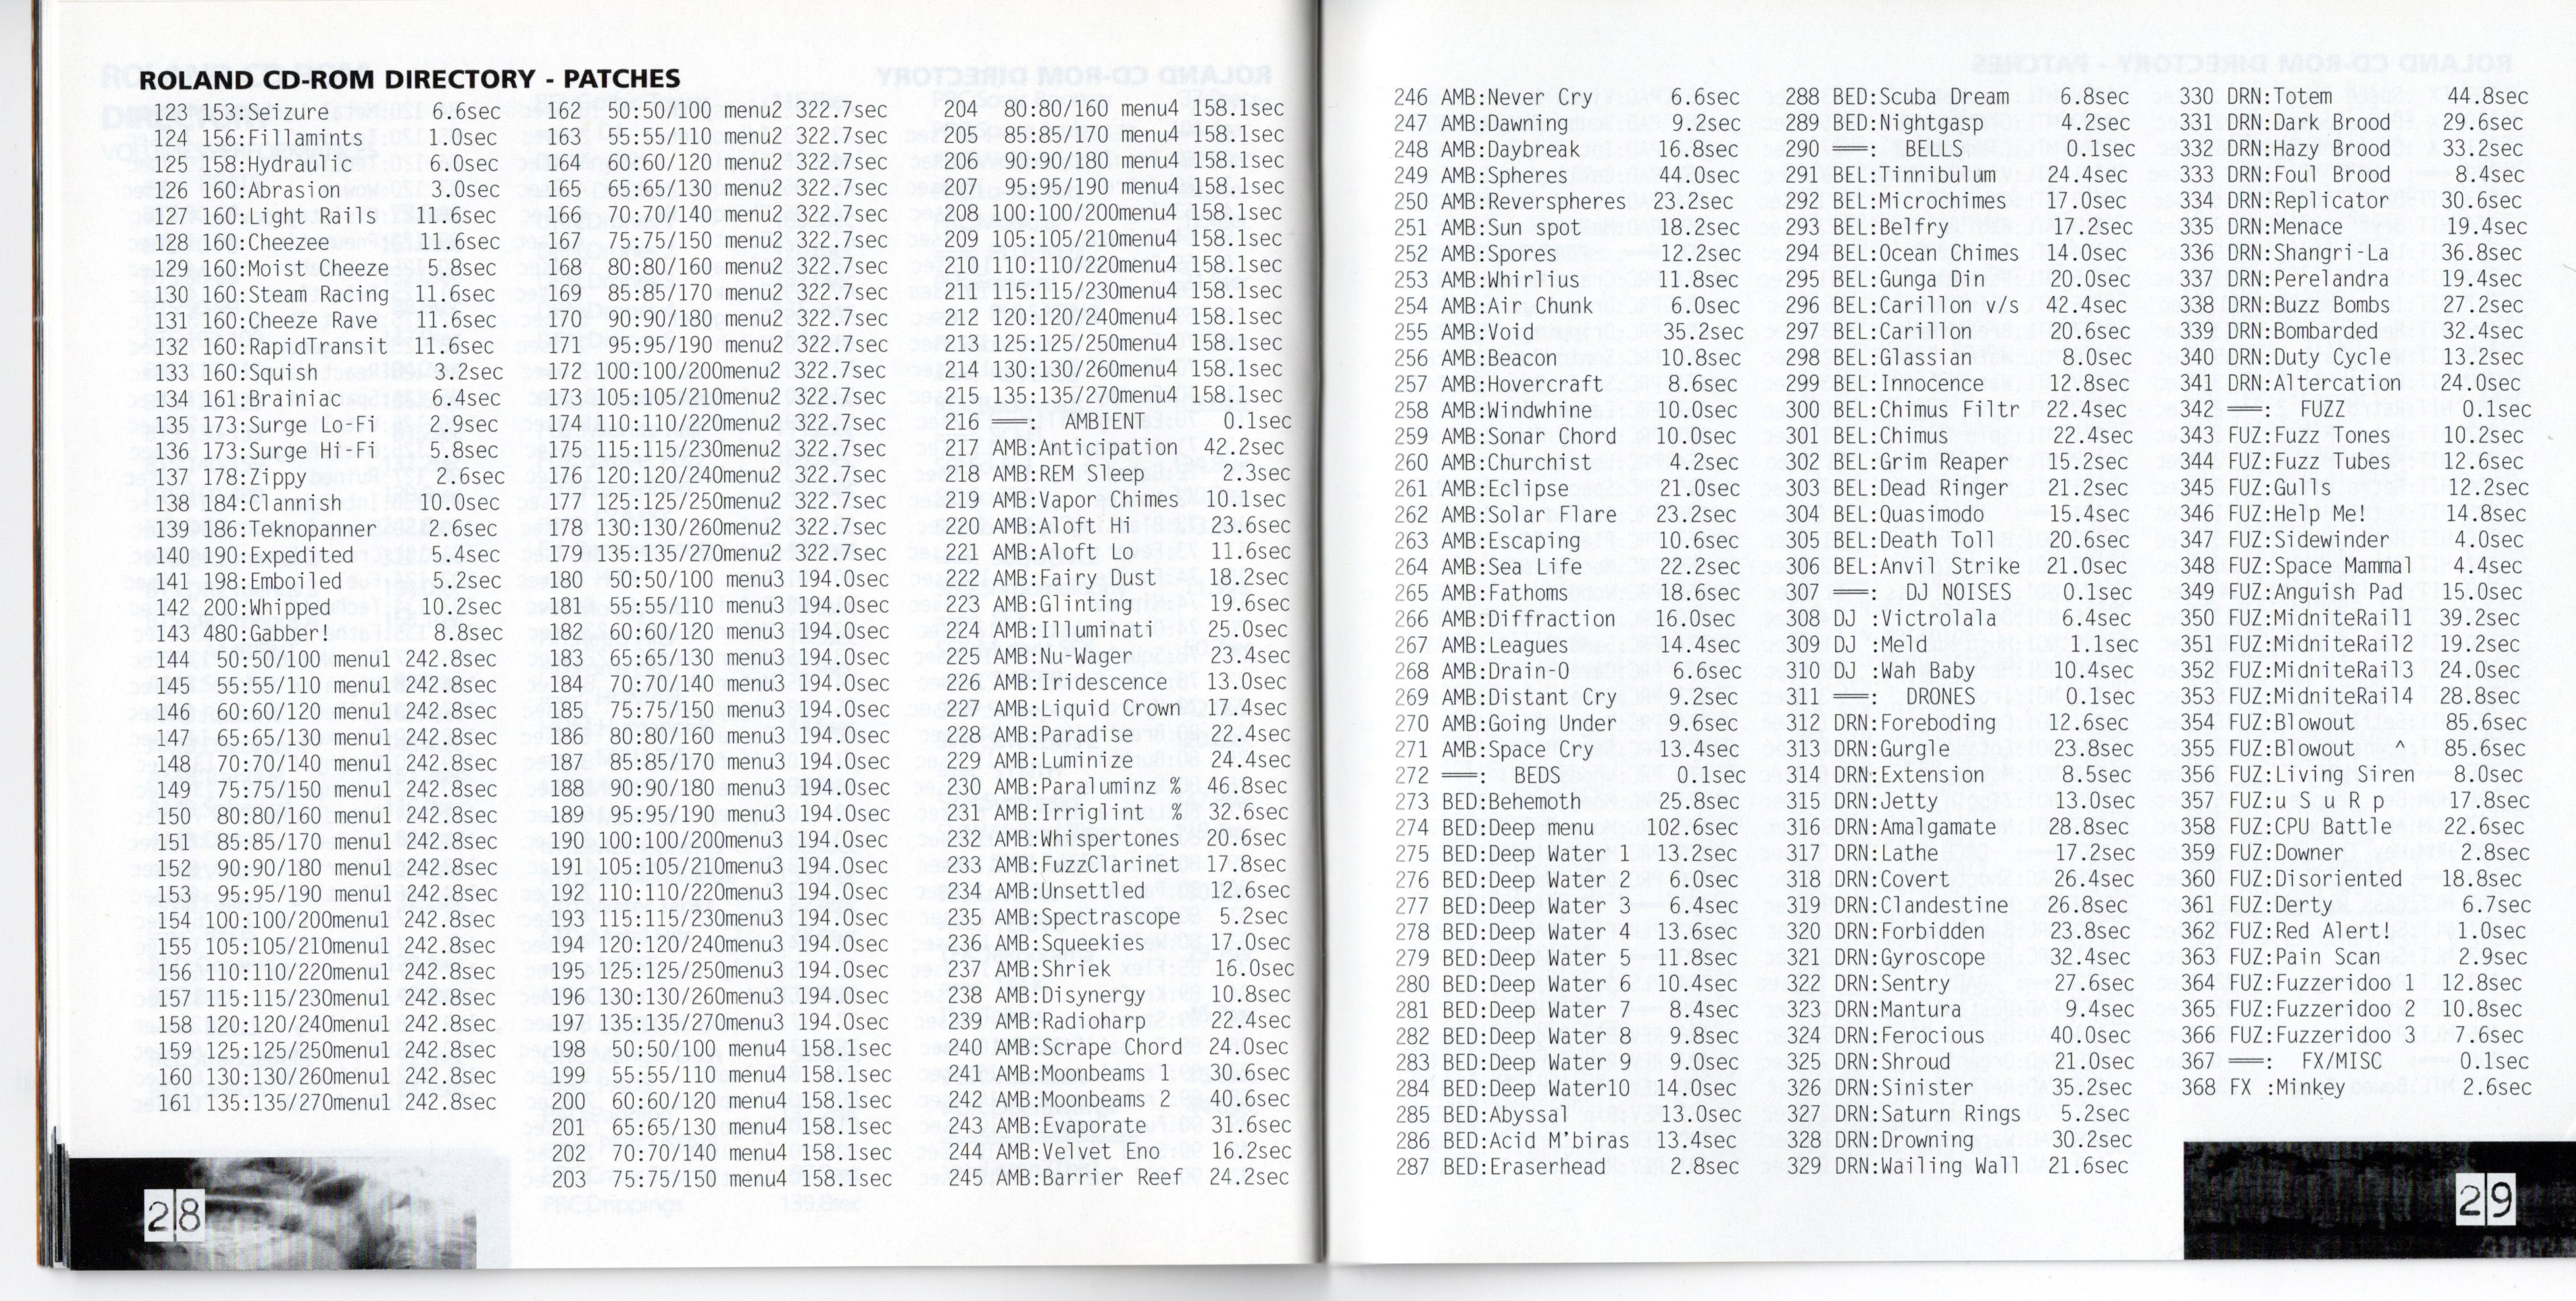 ROLAND CD-ROM DIRECTORY - PATCHES
123 153:Seizure 6.6sec
124 156:Fillamints 1.0sec
125 158:Hydraulic 6.0sec
126 160:Abrasion 3.0sec
127 160:Light Rails 11.6sec
128 160:Cheezee 11.6sec
129 160:Moist Cheeze 5.8sec
130 160:Steam Racing 11.6sec
131 160:Cheeze Rave 11.6sec
132 160:RapidTransit 11.6sec
133 160:Squish 3.2sec
134 161:Brainiac 6.4sec
135 173:Surge Lo-Fi 2.9sec
136 173:Surge Hi-Fi 5.8sec
137 178:Zippy 2.6sec
138 184:Clannish 10.0sec
139 186:Teknopanner 2.6sec
140 190:Expedited 5.4sec
141 198:Emboiled 5.2sec
142 200:Whipped 10.2sec
143 480:Gabber! 8.8sec
144 50:50/100 menu1 242.8sec
145 55:55/110 menu1 242.8sec
146 60:60/120 menu1 242.8sec
147 65:65/130 menu1 242.8sec
148 70:70/140 menu1 242.8sec
149 75:75/150 menu1 242.8sec
150 80:80/160 menu1 242.8sec
151 85:85/170 menu1 242.8sec
152 90:90/180 menu1 242.8sec
153 95:95/190 menu1 242.8sec
154 100:100/200menu1 242.8sec
155 105:105/210menu1 242.8sec
156 110:110/220menu1 242.8sec
157 115:115/230menu1 242.8sec
158 120:120/240menu1 242.8sec
159 125:125/250menu1 242.8sec
160 130:130/260menu1 242.8sec
161 135:135/270menu1 242.8sec
162 50:50/100 menu2 322.7sec
163 55:55/110 menu2 322.7sec
164 60:60/120 menu2 322.7sec
165 65:65/130 menu2 322.7sec
166 70:70/140 menu2 322.7sec
167 75:75/150 menu2 322.7sec
168 80:80/160 menu2 322.7sec
169 85:85/170 menu2 322.7sec
170 90:90/180 menu2 322.7sec
171 95:95/190 menu2 322.7sec
172 100:100/200menu2 322.7sec
173 105:105/210menu2 322.7sec
174 110:110/220menu2 322.7sec
175 115:115/230menu2 322.7sec
176 120:120/240menu2 322.7sec
177 125:125/250menu2 322.7sec
178 130:130/260menu2 322.7sec
179 135:135/270menu2 322.7sec
180 50:50/100 menu3 194.0sec
181 55:55/110 menu3 194.0sec
182 60:60/120 menu3 194.0sec
183 65:65/130 menu3 194.0sec
184 70:70/140 menu3 194.0sec
185 75:75/150 menu3 194.0sec
186 80:80/160 menu3 194.0sec
187 85:85/170 menu3 194.0sec
188 90:90/180 menu3 194.0sec
189 95:95/190 menu3 194.0sec
190 100:100/200menu3 194.0sec
191 105:105/210menu3 194.0sec
192 110:110/220menu3 194.0sec
193 115:115/230menu3 194.0sec
194 120:120/240menu3 194.0sec
195 125:125/250menu3 194.0sec
196 130:130/260menu3 194.0sec
197 135:135/270menu3 194.0sec
198 50:50/100 menu4 158.1sec
199 55:55/110 menu4 158.1sec
200 60:60/120 menu4 158.1sec
201 65:65/130 menu4 158.1sec
202 70:70/140 menu4 158.1sec
203 75:75/150 menu4 158.1sec
204 80:80/160 menu4 158.1sec
205 85:85/170 menu4 158.1sec
206 90:90/180 menu4 158.1sec
207 95:95/190 menu4 158.1sec
208 100:100/200menu4 158.1sec
209 105:105/210menu4 158.1sec
210 110:110/220menu4 158.1sec
211 115:115/230menu4 158.1sec
212 120:120/240menu4 158.1sec
213 125:125/250menu4 158.1sec
214 130:130/260menu4 158.1sec
215 135:135/270menu4 158.1sec
216 ===: AMBIENT 0.1sec
217 AMB:Anticipation 42.2sec
218 AMB:REM Sleep 2.3sec
219 AMB:Vapor Chimes 10.1sec
220 AMB:Aloft Hi 23.6sec
221 AMB:Aloft Lo 11.6sec
222 AMB:Fairy Dust 18.2sec
223 AMB:Glinting 19.6sec
224 AMB:Illuminati 25.0sec
225 AMB:Nu-Wager 23.4sec
226 AMB:Iridescence 13.0sec
227 AMB:Liquid Crown 17.4sec
228 AMB:Paradise 22.4sec
229 AMB:Luminize 24.4sec
230 AMB:Paraluminz % 46.8sec
231 AMB:Irriglint % 32.6sec
232 AMB:Whispertones 20.6sec
233 AMB:FuzzClarinet 17.8sec
234 AMB:Unsettled 12.6sec
235 AMB:Spectrascope 5.2sec
236 AMB:Squeekies 17.0sec
237 AMB:Shriek 16.0sec
238 AMB:Disynergy 10.8sec
239 AMB:Radioharp 22.4sec
240 AMB:Scrape Chord 24.0sec
241 AMB:Moonbeams 1 30.6sec
242 AMB:Moonbeams 2 40.6sec
243 AMB:Evaporate 31.6sec
244 AMB:Velvet Eno 16.2sec
245 AMB:Barrier Reef 24.2sec
28
246 AMB:Never Cry 6.6sec
247 AMB:Dawning 9.2sec
248 AMB:Daybreak 16.8sec
249 AMB:Spheres 44.0sec
250 AMB:Reverspheres 23.2sec
251 AMB:Sun spot 18.2sec
252 AMB:Spores 12.2sec
253 AMB:Whirlius 11.8sec
254 AMB:Air Chunk 6.0sec
255 AMB:Void 35.2sec
256 AMB:Beacon 10.8sec
257 AMB:Hovercraft 8.6sec
258 AMB:Windwhine 10.0sec
259 AMB:Sonar Chord 10.0sec
260 AMB:Churchist 4.2sec
261 AMB:Eclipse 21.0sec
262 AMB:Solar Flare 23.2sec
263 AMB:Escaping 10.6sec
264 AMB:Sea Life 22.2sec
265 AMB:Fathoms 18.6sec
266 AMB:Diffraction 16.0sec
267 AMB:Leagues 14.4sec
268 AMB:Drain-O 6.6sec
269 AMB:Distant Cry 9.2sec
270 AMB:Going Under 9.6sec
271 AMB:Space Cry 13.4sec
272 ===: BEDS 0.1sec
273 BED:Behemoth 25.8sec
274 BED:Deep menu 102.6sec
275 BED:Deep Water 1 13.2sec
276 BED:Deep Water 2 6.0sec
277 BED:Deep Water 3 6.4sec
278 BED:Deep Water 4 13.6sec
279 BED:Deep Water 5 11.8sec
280 BED:Deep Water 6 10.4sec
281 BED:Deep Water 7 8.4sec
282 BED:Deep Water 8 9.8sec
283 BED:Deep Water 9 9.0sec
284 BED:Deep Water10 14.0sec
285 BED:Abyssal 13.0sec
286 BED:Acid M'biras 13.4sec
287 BED:Eraserhead 2.8sec
288 BED:Scuba Dream 6.8sec
289 BED:Nightgasp 4.2sec
290 ===: BELLS 0.1sec
291 BEL:Tinnibulum 24.4sec
292 BEL:Microchimes 17.0sec
293 BEL:Belfry 17.2sec
294 BEL:Ocean Chimes 14.0sec
295 BEL:Gunga Din 20.0sec
296 BEL:Carillon v/s 42.4sec
297 BEL:Carillon 20.6sec
298 BEL:Glassian 8.0sec
299 BEL:Innocence 12.8sec
300 BEL:Chimus Filtr 22.4sec
301 BEL:Chimus 22.4sec
302 BEL:Grim Reaper 15.2sec
303 BEL:Dead Ringer 21.2sec
304 BEL:Quasimodo 15.4sec
305 BEL:Death Toll 20.6sec
306 BEL:Anvil Strike 21.0sec
307 ===: DJ NOISES 0.1sec
308 DJ :Victrolala 6.4sec
309 DJ :Meld 1.1sec
310 DJ :Wah Baby 10.4sec
311 ===: DRONES 0.1sec
312 DRN:Foreboding 12.6sec
313 DRN:Gurgle 23.8sec
314 DRN:Extension 8.5sec
315 DRN:Jetty 13.0sec
316 DRN:Amalgamate 28.8sec
317 DRN:Lathe 17.2sec
318 DRN:Covert 26.4sec
319 DRN:Clandestine 26.8sec
320 DRN:Forbidden 23.8sec
321 DRN:Gyroscope 32.4sec
322 DRN:Sentry 27.6sec
323 DRN:Mantura 9.4sec
324 DRN:Ferocious 40.0sec
325 DRN:Shroud 21.0sec
326 DRN:Sinister 35.2sec
327 DRN:Saturn Rings 5.2sec
328 DRN:Drowning 30.2sec
329 DRN:Wailing Wall 21.6sec
330 DRN:Totem 44.8sec
331 DRN:Dark Brood 29.6sec
332 DRN:Hazy Brood 33.2sec
333 DRN:Foul Brood 8.4sec
334 DRN:Replicator 30.6sec
335 DRN:Menace 19.4sec
336 DRN:Shangri-La 36.8sec
337 DRN:Perelandra 19.4sec
338 DRN:Buzz Bombs 27.2sec
339 DRN:Bombarded 32.4sec
340 DRN:Duty Cycle 13.2sec
341 DRN:Altercation 24.0sec
342 ===: FUZZ 0.1sec
343 FUZ:Fuzz Tones 10.2sec
344 FUZ:Fuzz Tubes 12.6sec
345 FUZ:Gulls 12.2sec
346 FUZ:Help Me! 14.8sec
347 FUZ:Sidewinder 4.0sec
348 FUZ:Space Mammal 4.4sec
349 FUZ:Anguish Pad 15.0sec
350 FUZ:MidniteRail1 39.2sec
351 FUZ:MidniteRail2 19.2sec
352 FUZ:MidniteRail3 24.0sec
353 FUZ:MidniteRail4 28.8sec
354 FUZ:Blowout 85.6sec
355 FUZ:Blowout ^ 85.6sec
356 FUZ:Living Siren 8.0sec
357 FUZ:u S u R p 17.8sec
358 FUZ:CPU Battle 22.6sec
359 FUZ:Downer 2.8sec
360 FUZ:Disoriented 18.8sec
361 FUZ:Derty 6.7sec
362 FUZ:Red Alert! 1.0sec
363 FUZ:Pain Scan 2.9sec
364 FUZ:Fuzzeridoo 1 12.8sec
365 FUZ:Fuzzeridoo 2 10.8sec
366 FUZ:Fuzzeridoo 3 7.6sec
367 ===: FX/MISC 0.1sec
368 FX :Minkey 2.6sec
29